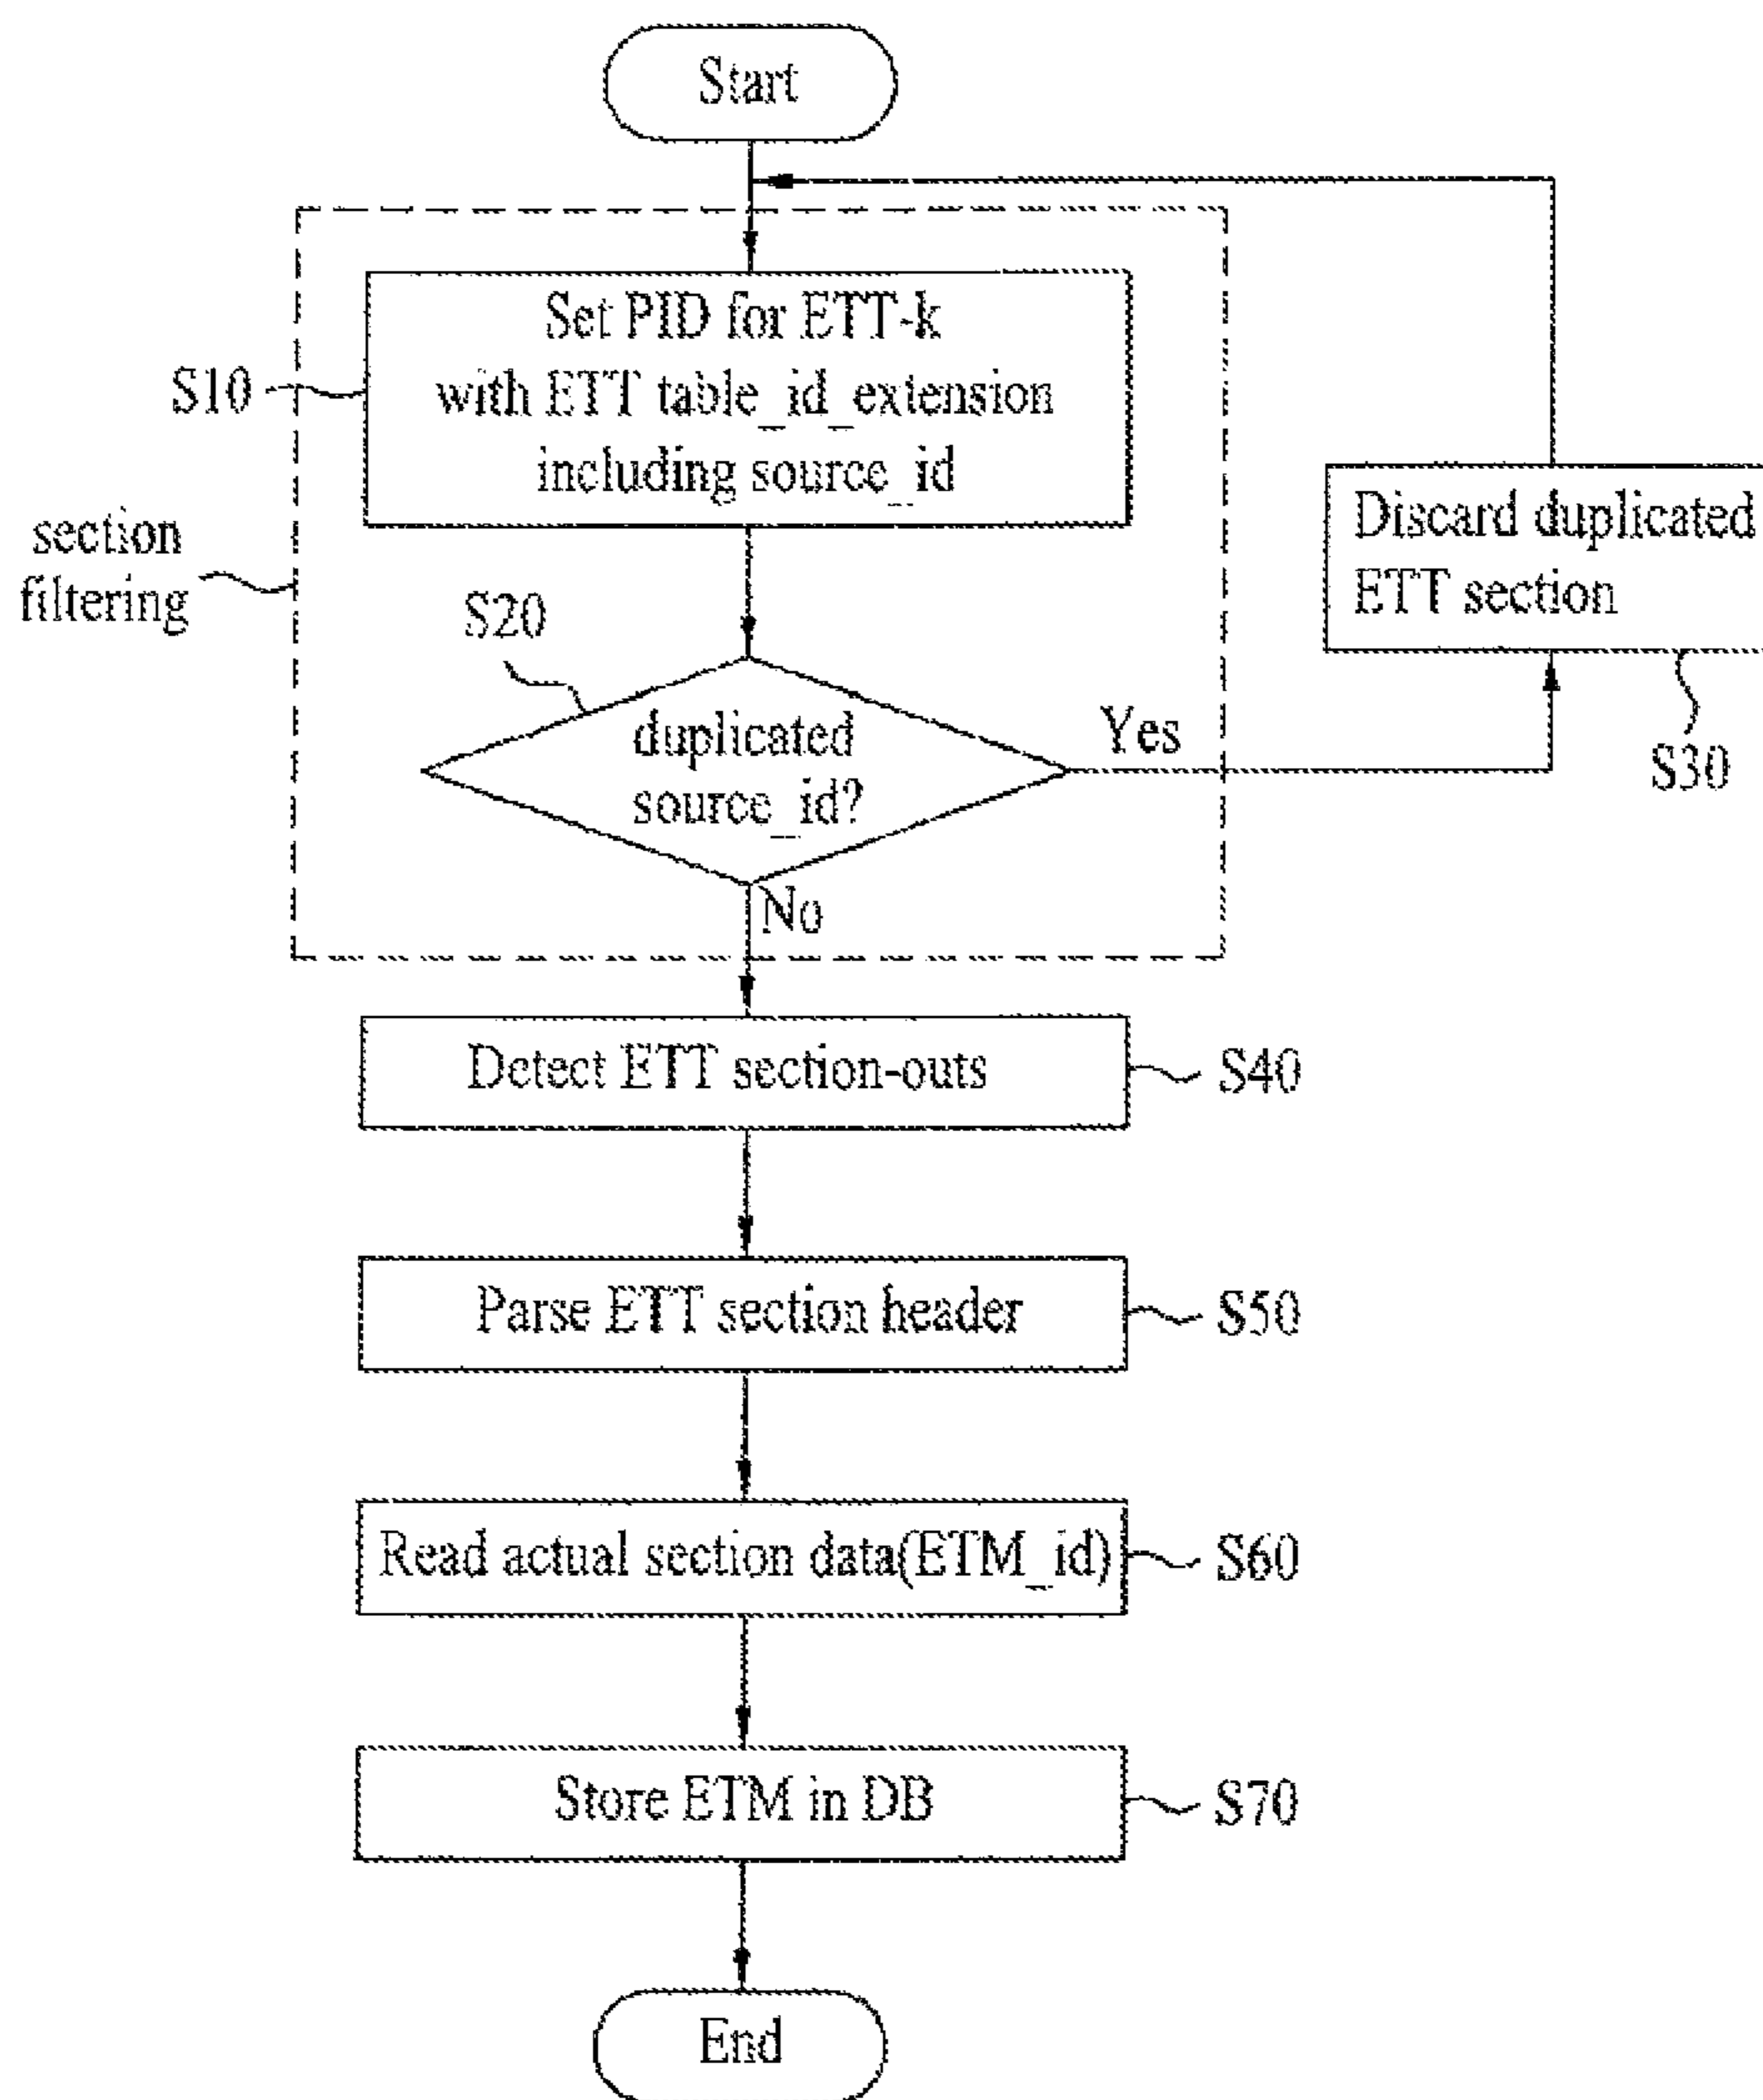 Start
Set PID for ETT-k
with ETT table_id_extension
including source_id
S10
section
filtering
Discard duplicated
ETT section
S30
S20
duplicated
source_id?
Yes
No
Detect ETT section-outs
S40
Parse ETT section header
S50
Read actual section data(ETM_id)
S60
Store ETM in DB
S70
End